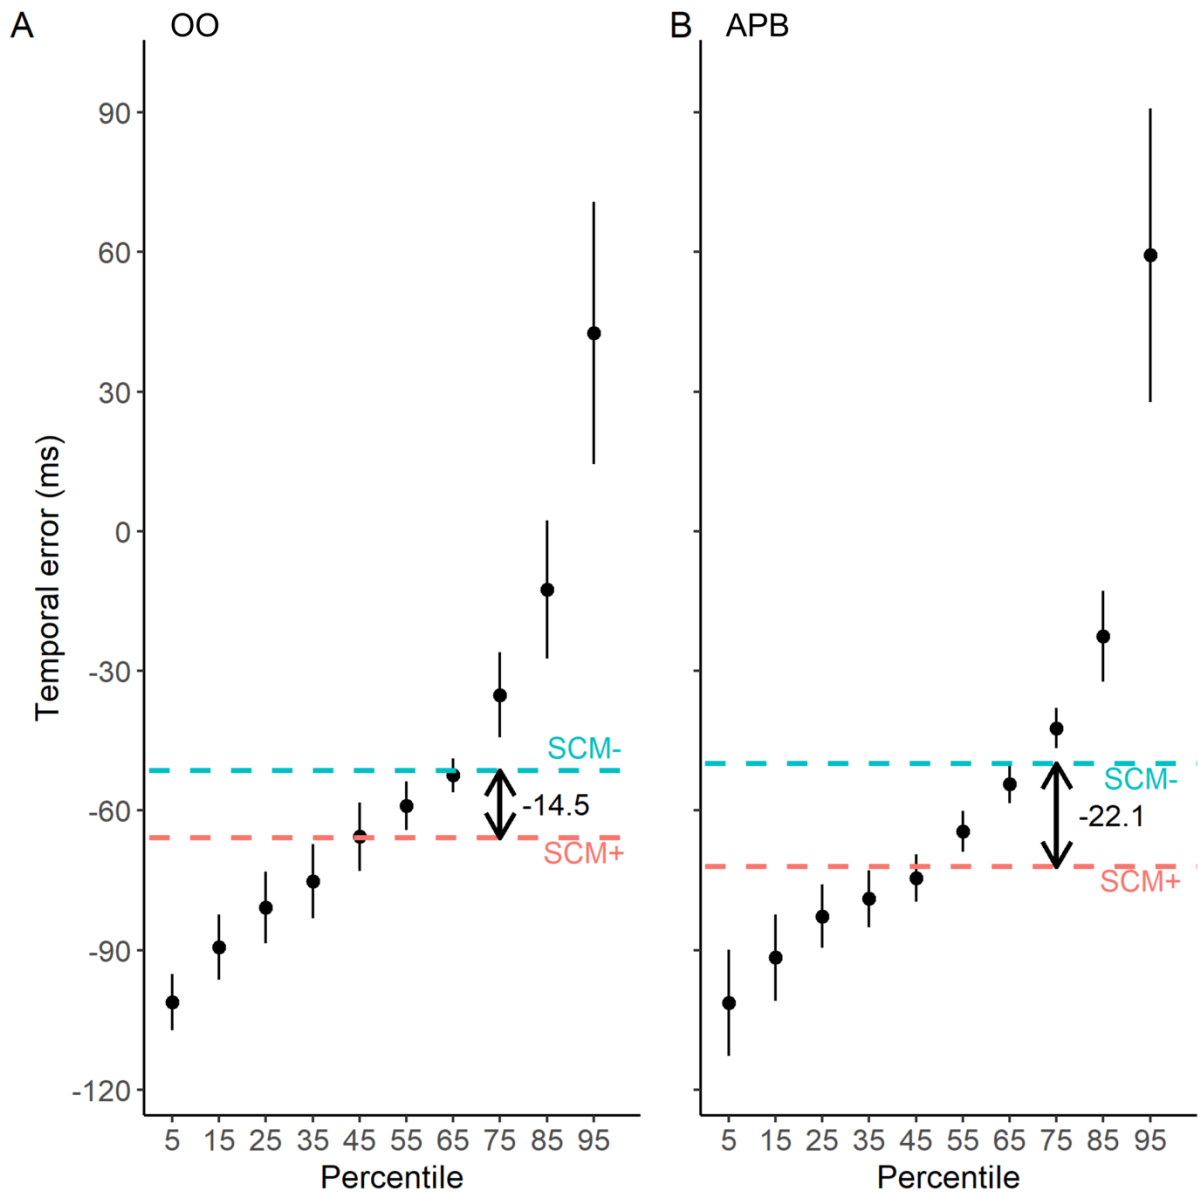 A OO
B APB
Temporal error (ms)
90
60
30
0
-30
-60
-90
-120
SCM-
-14.5
SCM+
SCM-
-22.1
SCM+
5 15 25 35 45 55 65 75 85 95
5 15 25 35 45 55 65 75 85 95
Percentile
Percentile